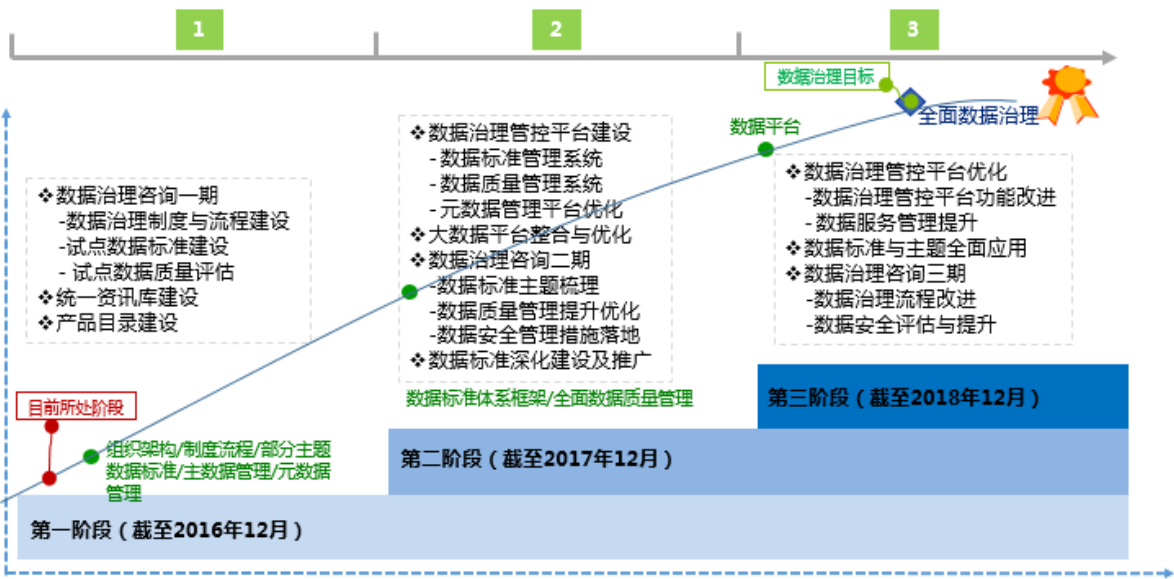 1
2
3
数据治理目标
全面数据治理
数据平台
❖数据治理咨询一期
-数据治理制度与流程建设
-试点数据标准建设
- 试点数据质量评估
❖统一资讯库建设
❖产品目录建设
❖数据治理管控平台建设
- 数据标准管理系统
- 数据质量管理系统
- 元数据管理平台优化
❖大数据平台整合与优化
❖数据治理咨询二期
-数据标准主题梳理
-数据质量管理提升优化
-数据安全管理措施落地
❖数据标准深化建设及推广
❖数据治理管控平台优化
-数据治理管控平台功能改进
- 数据服务管理提升
❖数据标准与主题全面应用
❖数据治理咨询三期
-数据治理流程改进
-数据安全评估与提升
目前所处阶段
组织架构/制度流程/部分主题
数据标准/主数据管理/元数据
管理
数据标准体系框架/全面数据质量管理
第三阶段（截至2018年12月）
第二阶段（截至2017年12月）
第一阶段（截至2016年12月）